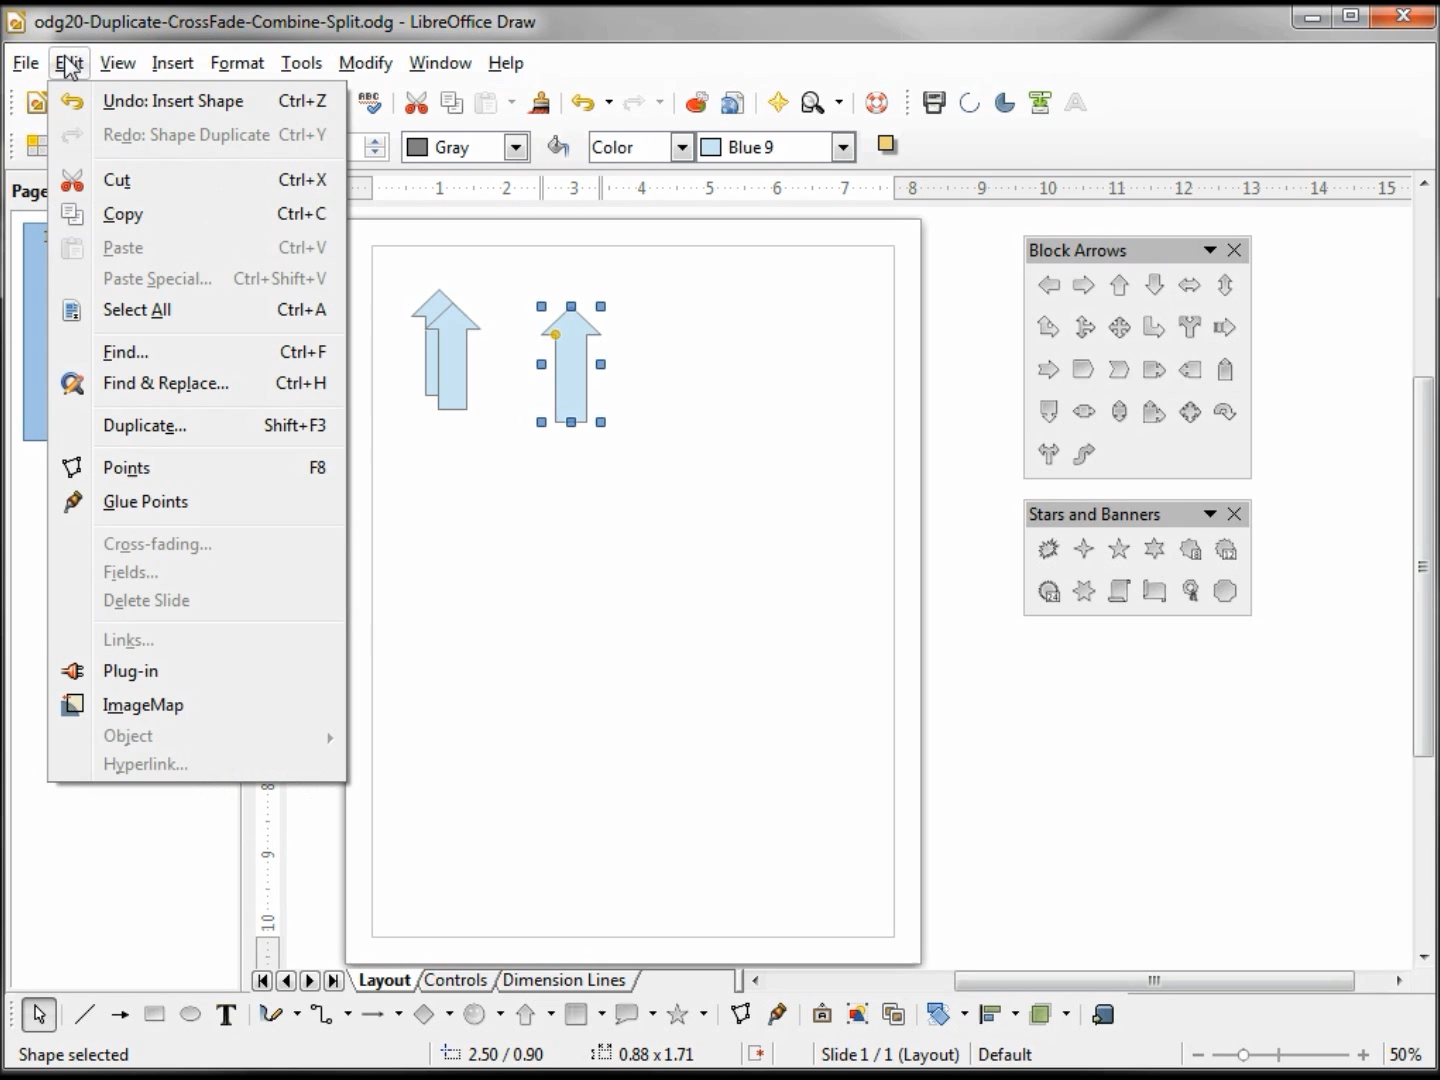 odg20-Duplicate-CrossFade-Combine-Split.odg - LibreOffice Draw
File Edit View Insert Format Tools Modify Window Help
Undo: Insert Shape Ctrl+Z
Redo: Shape Duplicate Ctrl+Y
Cut Ctrl+X
Copy Ctrl+C
Paste Ctrl+V
Paste Special... Ctrl+Shift+V
Select All Ctrl+A
Find... Ctrl+F
Find & Replace... Ctrl+H
Duplicate... Shift+F3
Points F8
Glue Points
Cross-fading...
Fields...
Delete Slide
Links...
Plug-in
ImageMap
Object
Hyperlink...
ABC
Gray Color Blue 9
Page
1 2 3 4 5 6 7 8 9 10 11 12 13 14 15
Block Arrows
Stars and Banners
8 12
24
8
9
10
Layout Controls Dimension Lines
T
Shape selected 2.50 / 0.90 0.88 x 1.71 Slide 1 / 1 (Layout) Default 50%